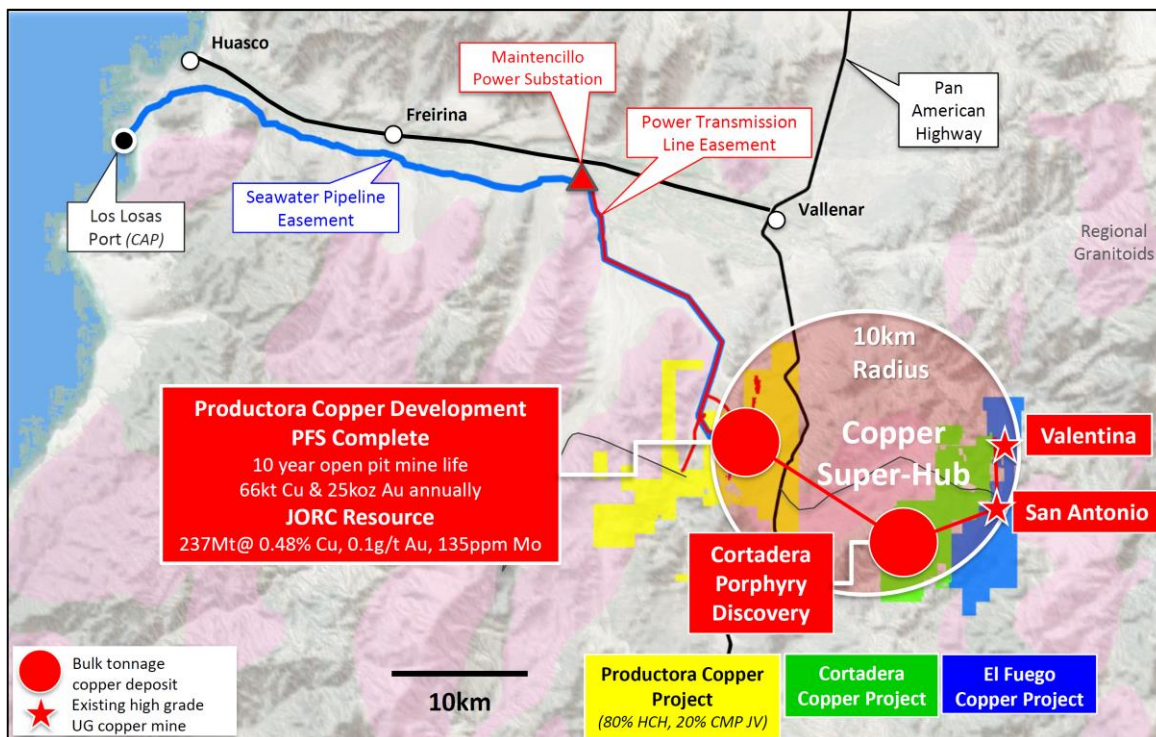 Huasco
Maintencillo
Power Substation
Freirina
Power Transmission
Line Easement
Pan
American
Highway
Seawater Pipeline
Easement
Los Losas
Port (CAP)
Vallenar
Regional
Granitoids
10km
Radius
Copper
Super-Hub
Productora Copper Development
PFS Complete
10 year open pit mine life
66kt Cu & 25koz Au annually
JORC Resource
237Mt@ 0.48% Cu, 0.1g/t Au, 135ppm Mo
Valentina
San Antonio
Cortadera
Porphyry
Discovery
Bulk tonnage
copper deposit
Existing high grade
UG copper mine
10km
Productora Copper
Project
(80% HCH, 20% CMP JV)
Cortadera
Copper Project
El Fuego
Copper Project